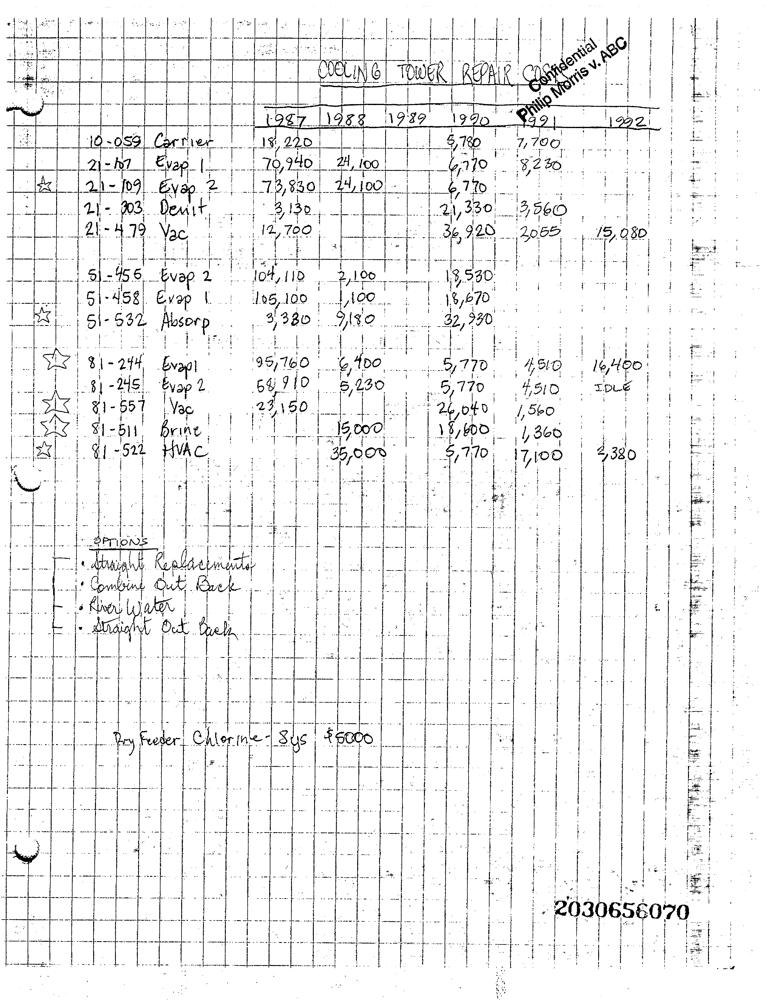 COOLING TOWER REPAIR COSTS
Confidential
Philip Morris v. ABC
1987 1988 1989 1990 1991 1992
10-059 Carrier 18,220 5,780 7,700
21-107 Evap 1 70,940 24,100 6,770 8,230
21-109 Evap 2 73,830 24,100 6,770
21-303 Denit 3,130 21,330 3,560
21-479 Vac 12,700 36,920 2055 15,080
51-455 Evap 2 104,110 2,100 18,530
51-458 Evap 1 105,100 1,100 18,670
51-532 Absorp 3,380 9,180 32,930
81-244 Evap1 95,760 6,400 5,770 4,510 16,400
81-245 Evap 2 68,910 5,230 5,770 4,510 IDLE
81-557 Vac 23,150 26,040 1,560
81-511 Brine 15,000 18,600 1,360
81-522 HVAC 35,000 5,770 17,100 3,380
OPTIONS
• Straight Replacements
• Combine Out Back
• River Water
• Straight Out Back
Dry Feeder Chlorine - Sys $5000
2030656070